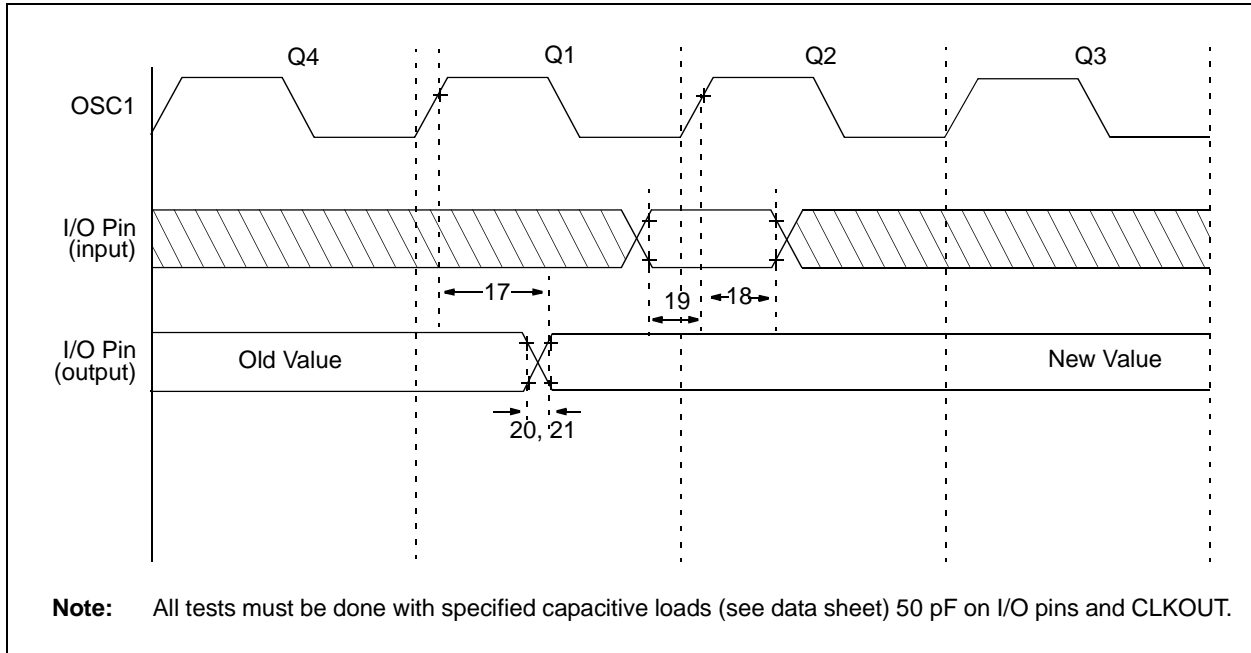 Q4 Q1 Q2 Q3
OSC1
I/O Pin
(input)
17
19
18
I/O Pin
(output)
Old Value
New Value
20, 21
Note: All tests must be done with specified capacitive loads (see data sheet) 50 pF on I/O pins and CLKOUT.